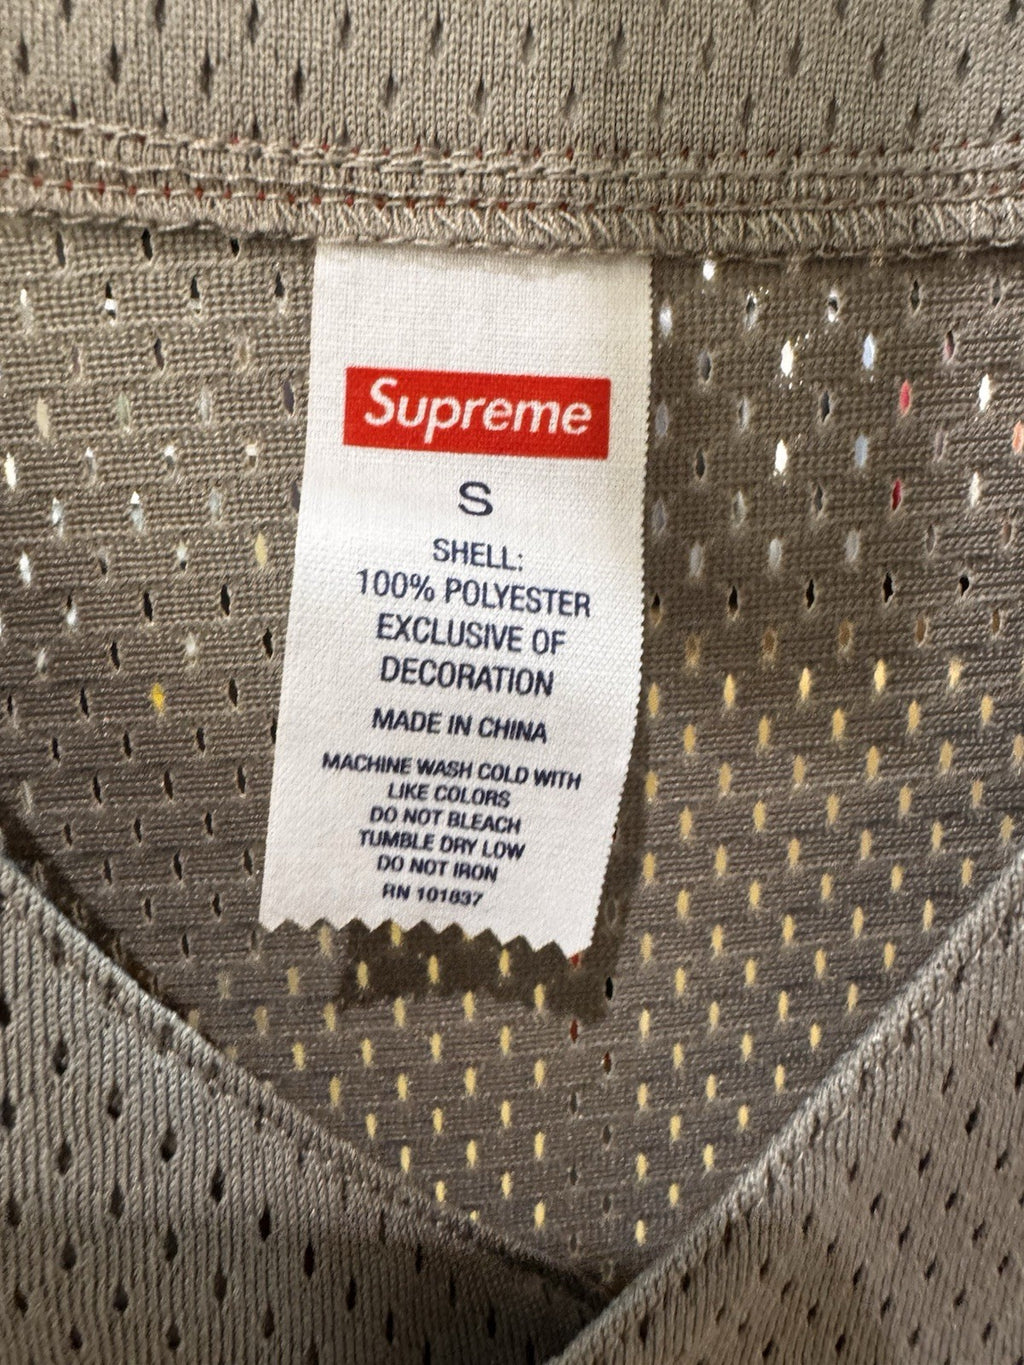 Supreme
S
SHELL:
100% POLYESTER
EXCLUSIVE OF
DECORATION
MADE IN CHINA
MACHINE WASH COLD WITH
LIKE COLORS
DO NOT BLEACH
TUMBLE DRY LOW
DO NOT IRON
RN 101837